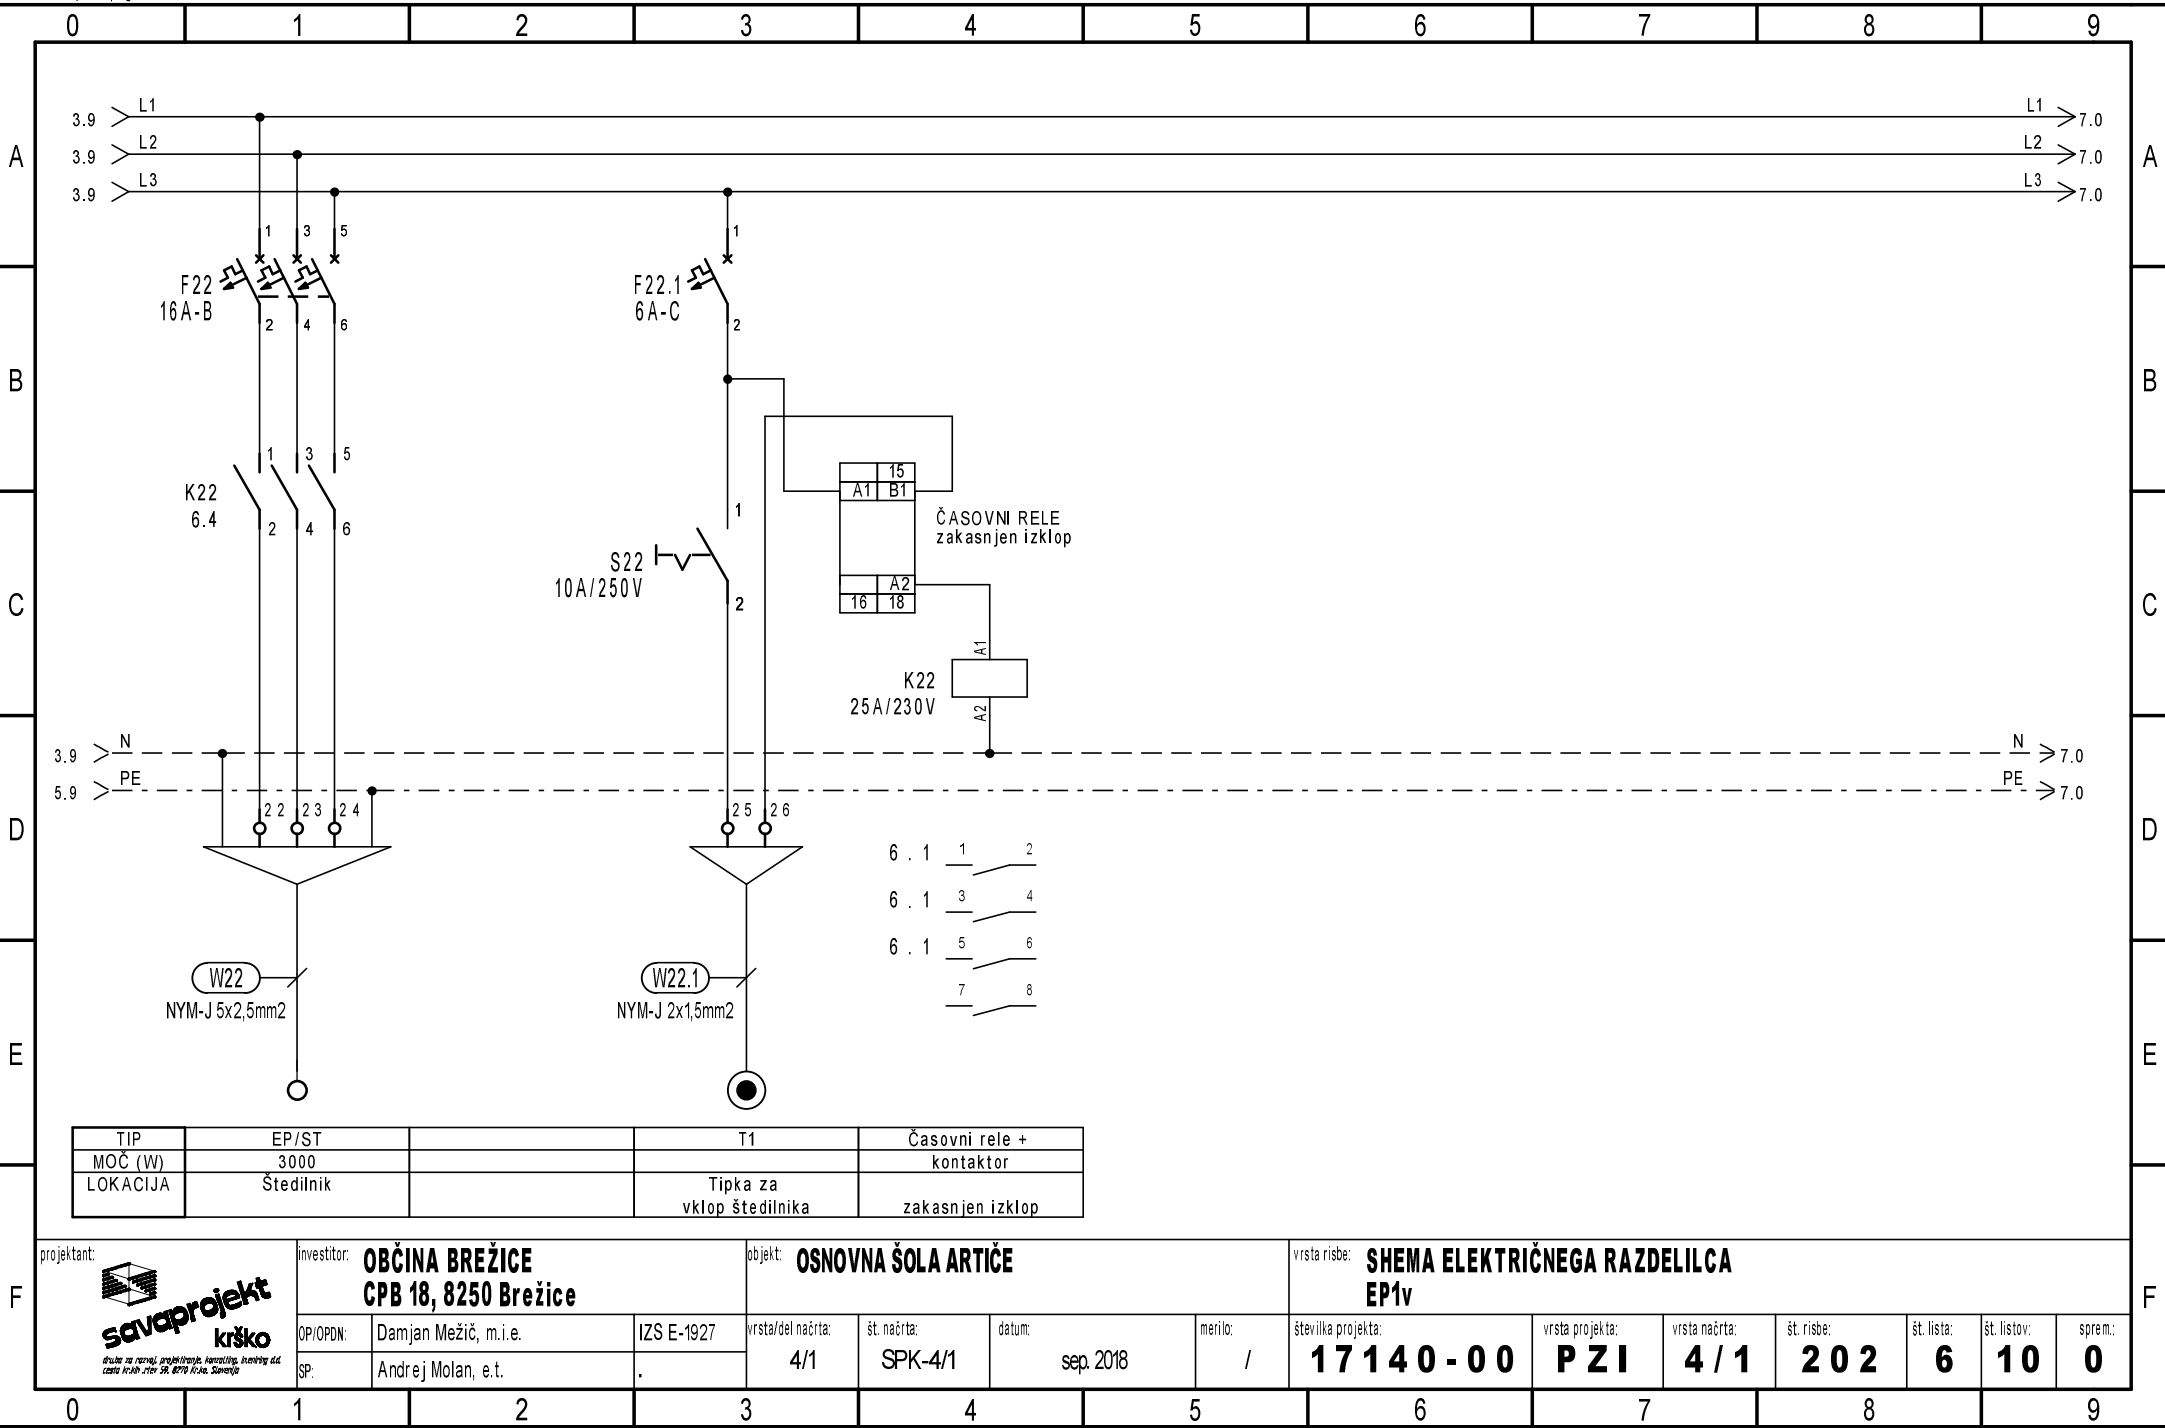 0 1 2 3 4 5 6 7 8 9
3.9 L1 L1 7.0
3.9 L2 L2 7.0
A A
3.9 L3 L3 7.0
1 3 5 1
F22
16A-B
F22.1
6A-C
2 4 6 2
B B
1 3 5
K22
6.4
2 4 6
15
A1 B1
ČASOVNI RELE
zakasnjen izklop
1
S22
10A/250V
2
A2
16 18
C C
A1
K22
25A/230V
A2
3.9 N N 7.0
5.9 PE PE 7.0
22 23 24 25 26
D D
6.1 1 2
6.1 3 4
6.1 5 6
7 8
W22
NYM-J 5x2,5mm2
W22.1
NYM-J 2x1,5mm2
E E
TIP EP/ST T1 Časovni rele +
MOČ (W) 3000 kontaktor
LOKACIJA Štedilnik Tipka za
vklop štedilnika zakasnjen izklop
F F
projektant:
savaprojekt
krško
investitor: OBČINA BREŽICE
CPB 18, 8250 Brežice
objekt: OSNOVNA ŠOLA ARTIČE
vrsta risbe: SHEMA ELEKTRIČNEGA RAZDELILCA
EP1v
OP/OPDN: Damjan Mežič, m.i.e. IZS E-1927
SP: Andrej Molan, e.t. .
vrsta/del načrta: 4/1
št. načrta: SPK-4/1
datum: sep. 2018
merilo: /
številka projekta: 17140-00
vrsta projekta: PZI
vrsta načrta: 4/1
št. risbe: 202
št. lista: 6
št. listov: 10
sprem.: 0
0 1 2 3 4 5 6 7 8 9